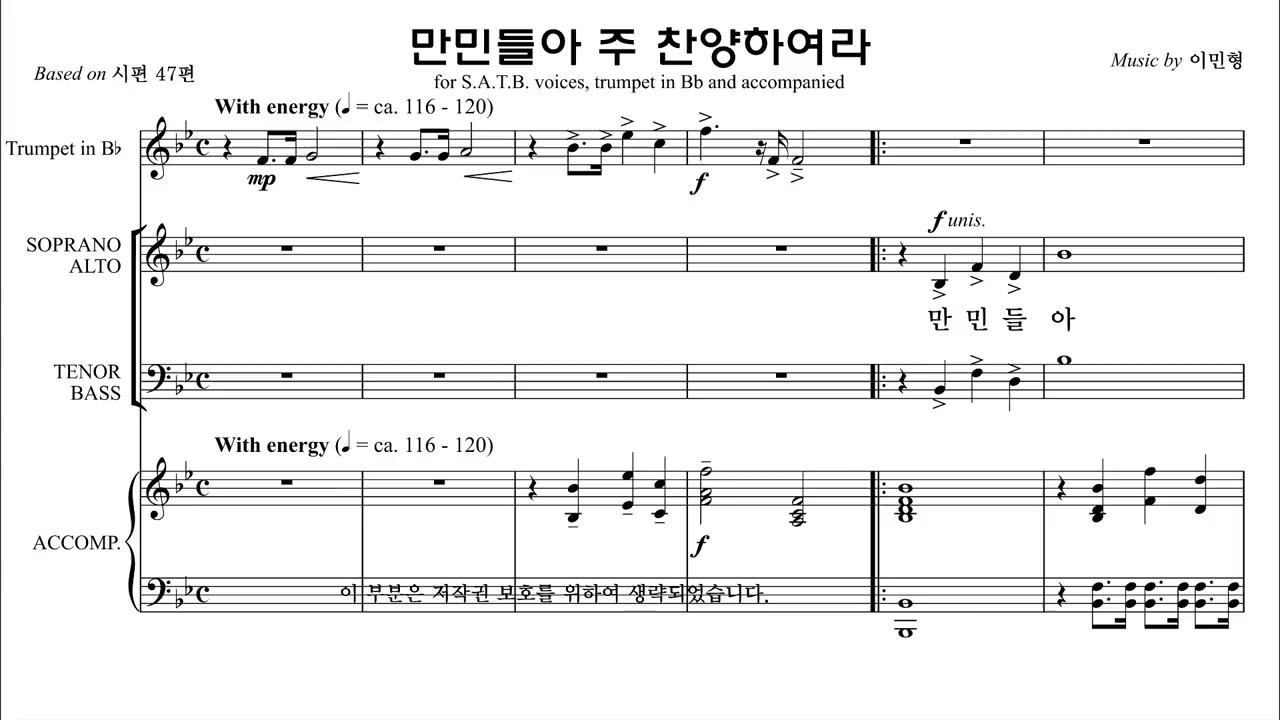 만민들아 주 찬양하여라
Based on 시편 47편
for S.A.T.B. voices, trumpet in Bb and accompanied
Music by 이민형
With energy (♩ = ca. 116 - 120)
Trumpet in B♭
mp
f
f unis.
SOPRANO
ALTO
만 민 들 아
TENOR
BASS
With energy (♩ = ca. 116 - 120)
f
ACCOMP.
이 부분은 저작권 보호를 위하여 생략되었습니다.